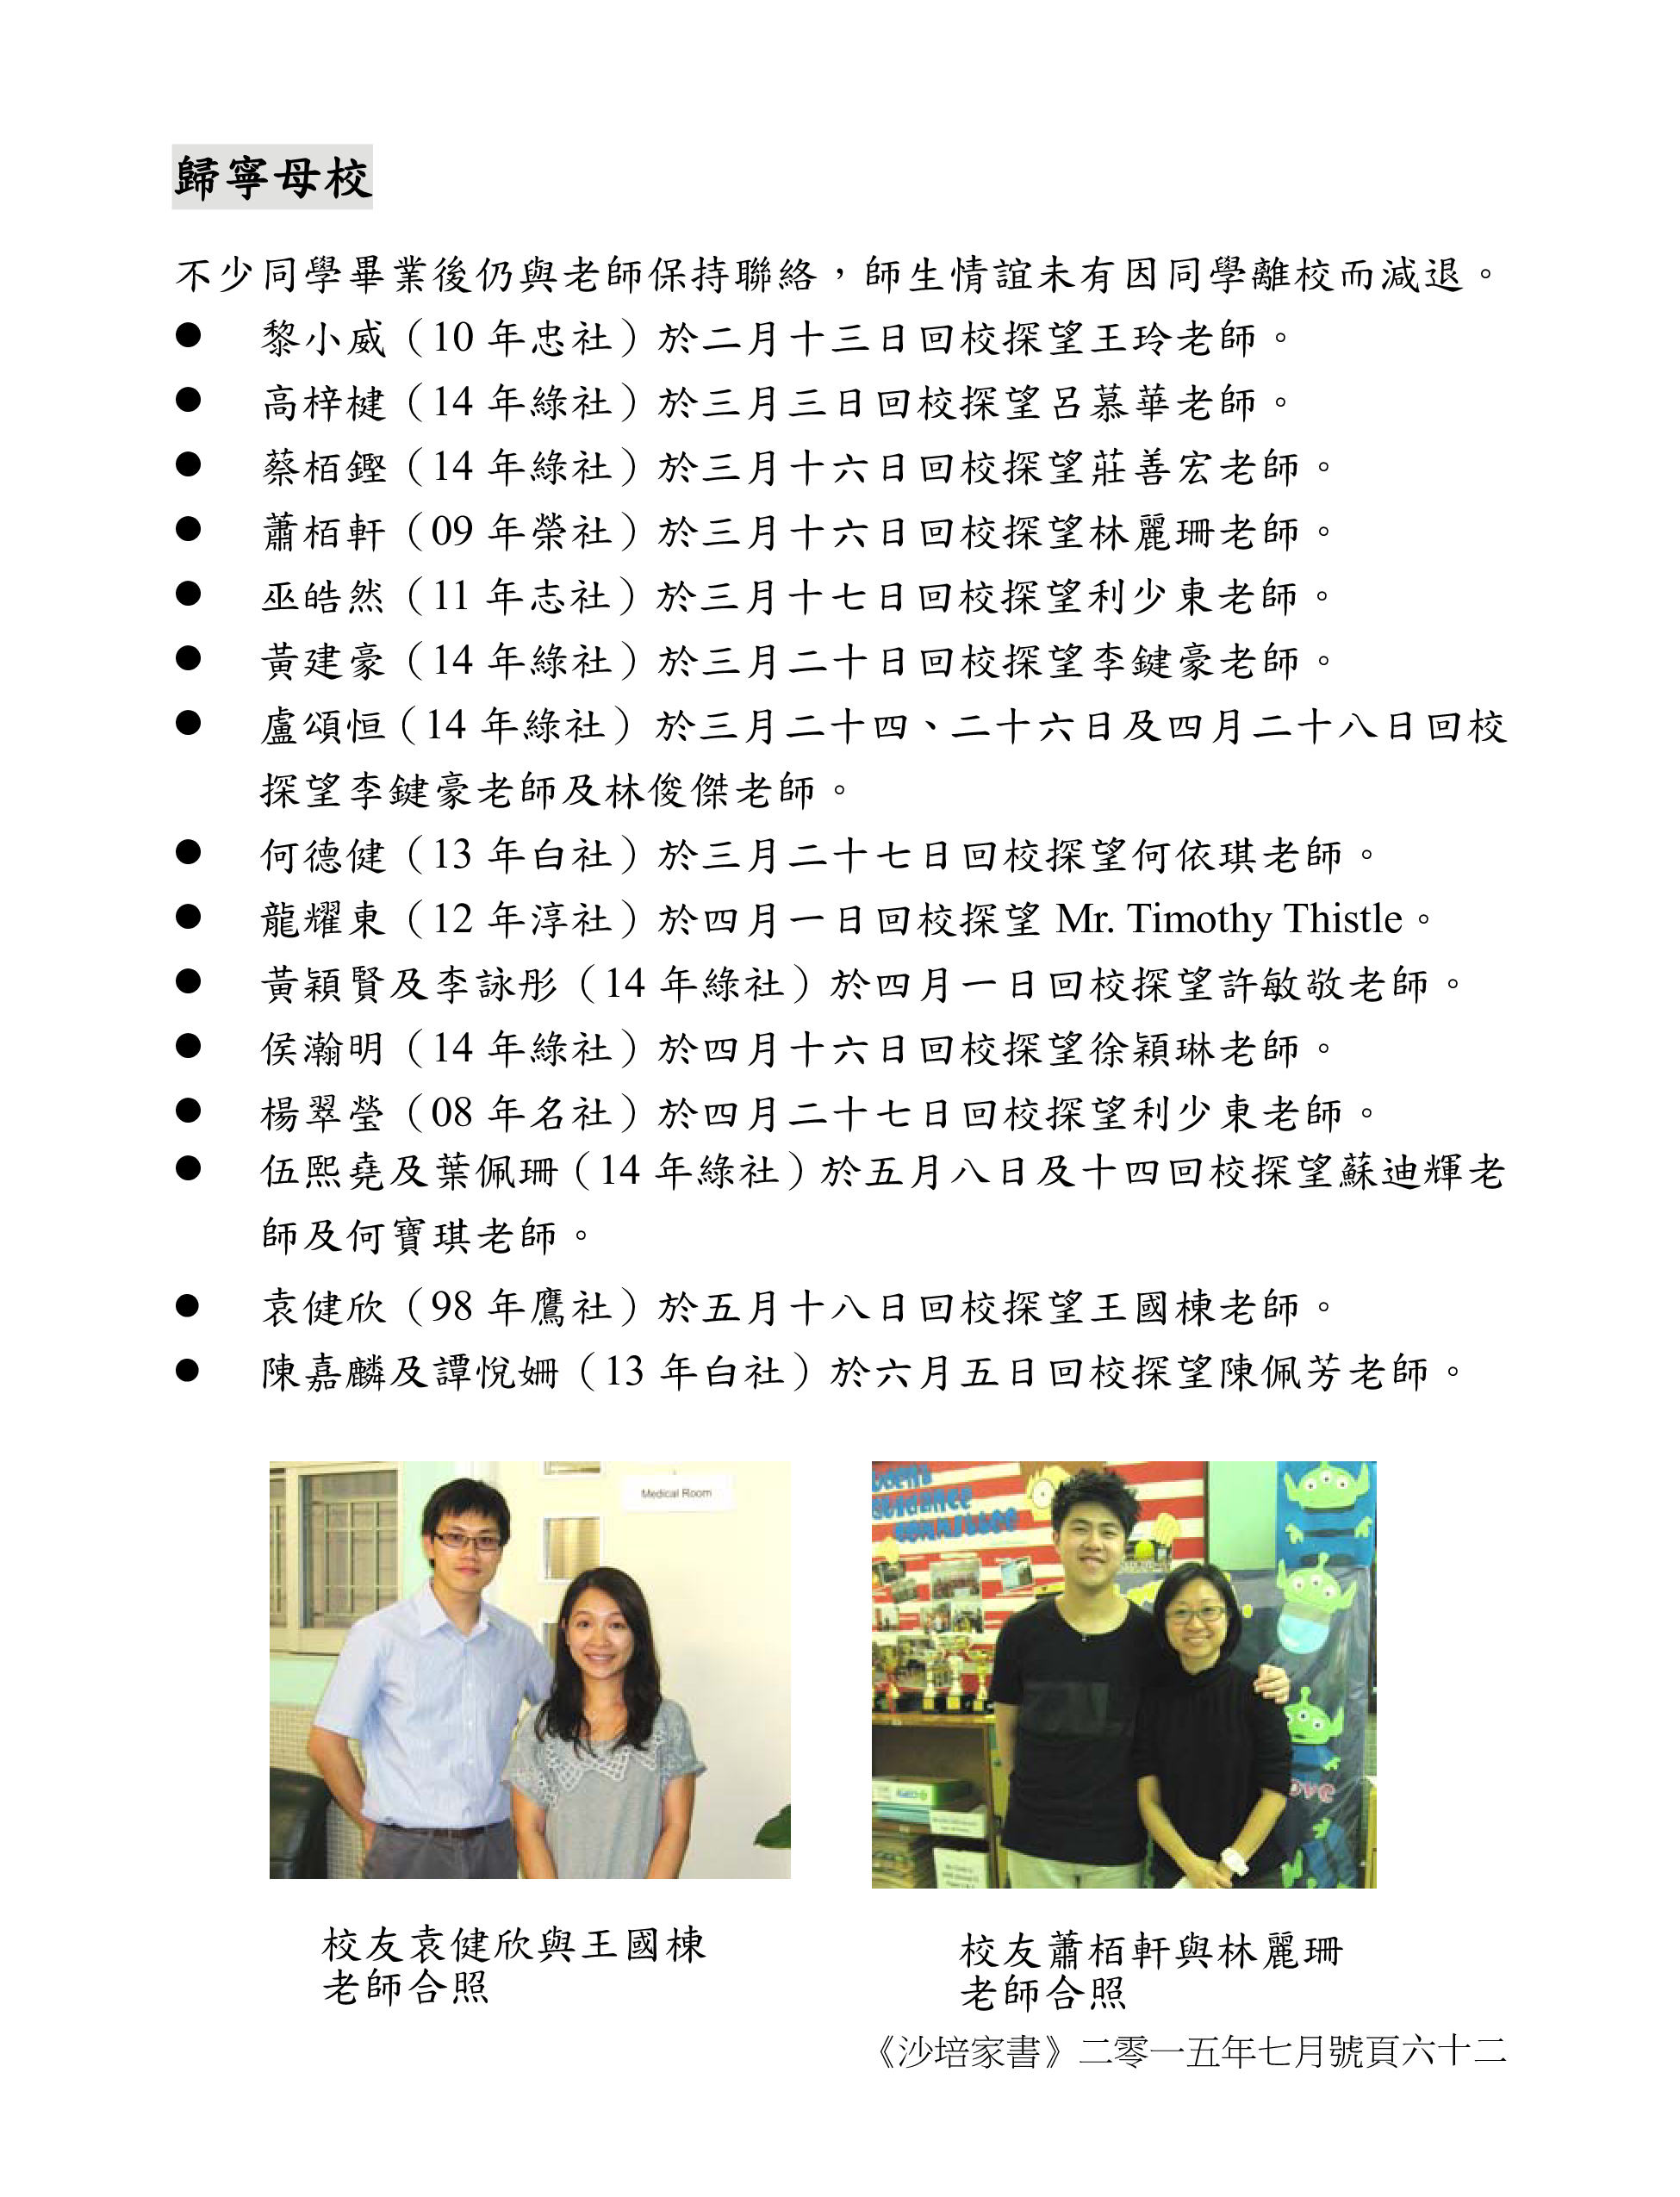 歸寧母校
不少同學畢業後仍與老師保持聯絡，師生情誼未有因同學離校而減退。
● 黎小威（10 年忠社）於二月十三日回校探望王玲老師。
● 高梓楗（14 年綠社）於三月三日回校探望呂慕華老師。
● 蔡栢鏗（14 年綠社）於三月十六日回校探望莊善宏老師。
● 蕭栢軒（09 年榮社）於三月十六日回校探望林麗珊老師。
● 巫皓然（11 年志社）於三月十七日回校探望利少東老師。
● 黃建豪（14 年綠社）於三月二十日回校探望李鍵豪老師。
● 盧頌恒（14 年綠社）於三月二十四、二十六日及四月二十八日回校
探望李鍵豪老師及林俊傑老師。
● 何德健（13 年白社）於三月二十七日回校探望何依琪老師。
● 龍耀東（12 年淳社）於四月一日回校探望 Mr. Timothy Thistle。
● 黃穎賢及李詠彤（14 年綠社）於四月一日回校探望許敏敬老師。
● 侯瀚明（14 年綠社）於四月十六日回校探望徐穎琳老師。
● 楊翠瑩（08 年名社）於四月二十七日回校探望利少東老師。
● 伍熙堯及葉佩珊（14 年綠社）於五月八日及十四回校探望蘇迪輝老
師及何寶琪老師。
● 袁健欣（98 年鷹社）於五月十八日回校探望王國棟老師。
● 陳嘉麟及譚悅姍（13 年白社）於六月五日回校探望陳佩芳老師。
Medical Room
校友袁健欣與王國棟
老師合照
校友蕭栢軒與林麗珊
老師合照
《沙培家書》二零一五年七月號頁六十二